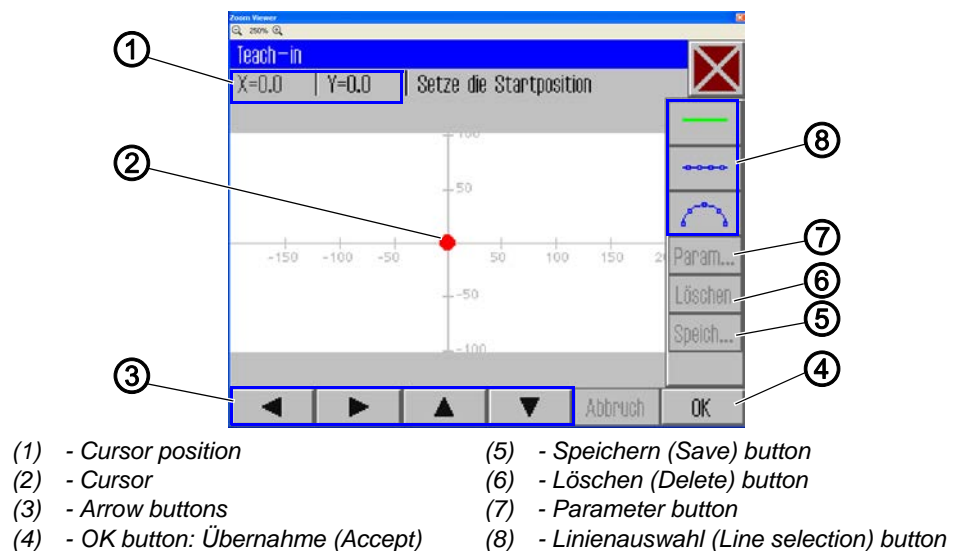 Zoom Viewer
250%
Teach-in
X=0.0 Y=0.0 Setze die Startposition
1
2
3
8
7
6
5
4
100
50
-150 -100 -50 50 100 150 2
-50
-100
Param...
Löschen
Speich...
Abbruch OK
(1) - Cursor position
(2) - Cursor
(3) - Arrow buttons
(4) - OK button: Übernahme (Accept)
(5) - Speichern (Save) button
(6) - Löschen (Delete) button
(7) - Parameter button
(8) - Linienauswahl (Line selection) button